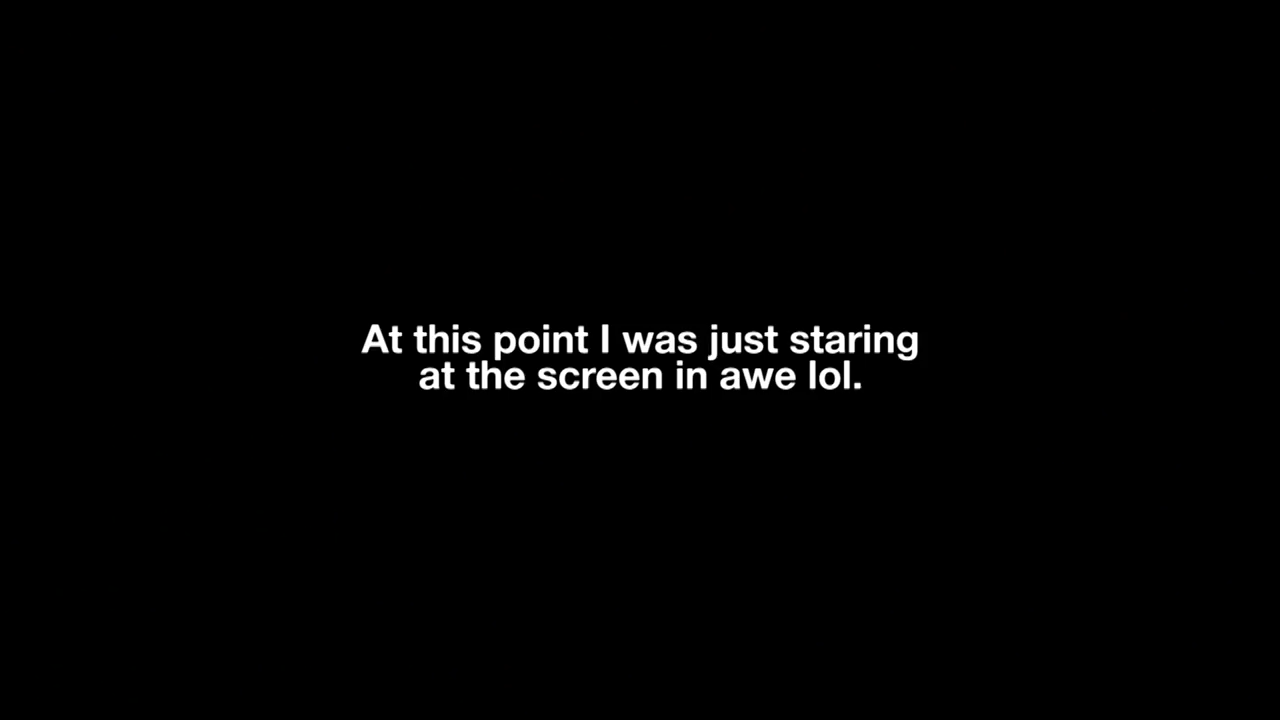 At this point I was just staring
at the screen in awe lol.